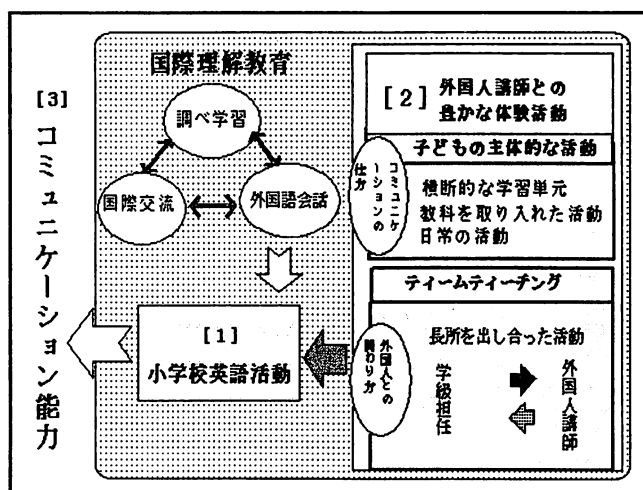 [3]
コミュニケーション能力
国際理解教育
調べ学習
国際交流
外国語会話
[1]
小学校英語活動
[2]
外国人講師との
豊かな体験活動
子どもの主体的な活動
コミュニケ
ーションの
仕方
横断的な学習単元
教科を取り入れた活動
日常の活動
ティームティーチング
外国人との
関わり方
長所を出し合った活動
学級担任
外国人講師